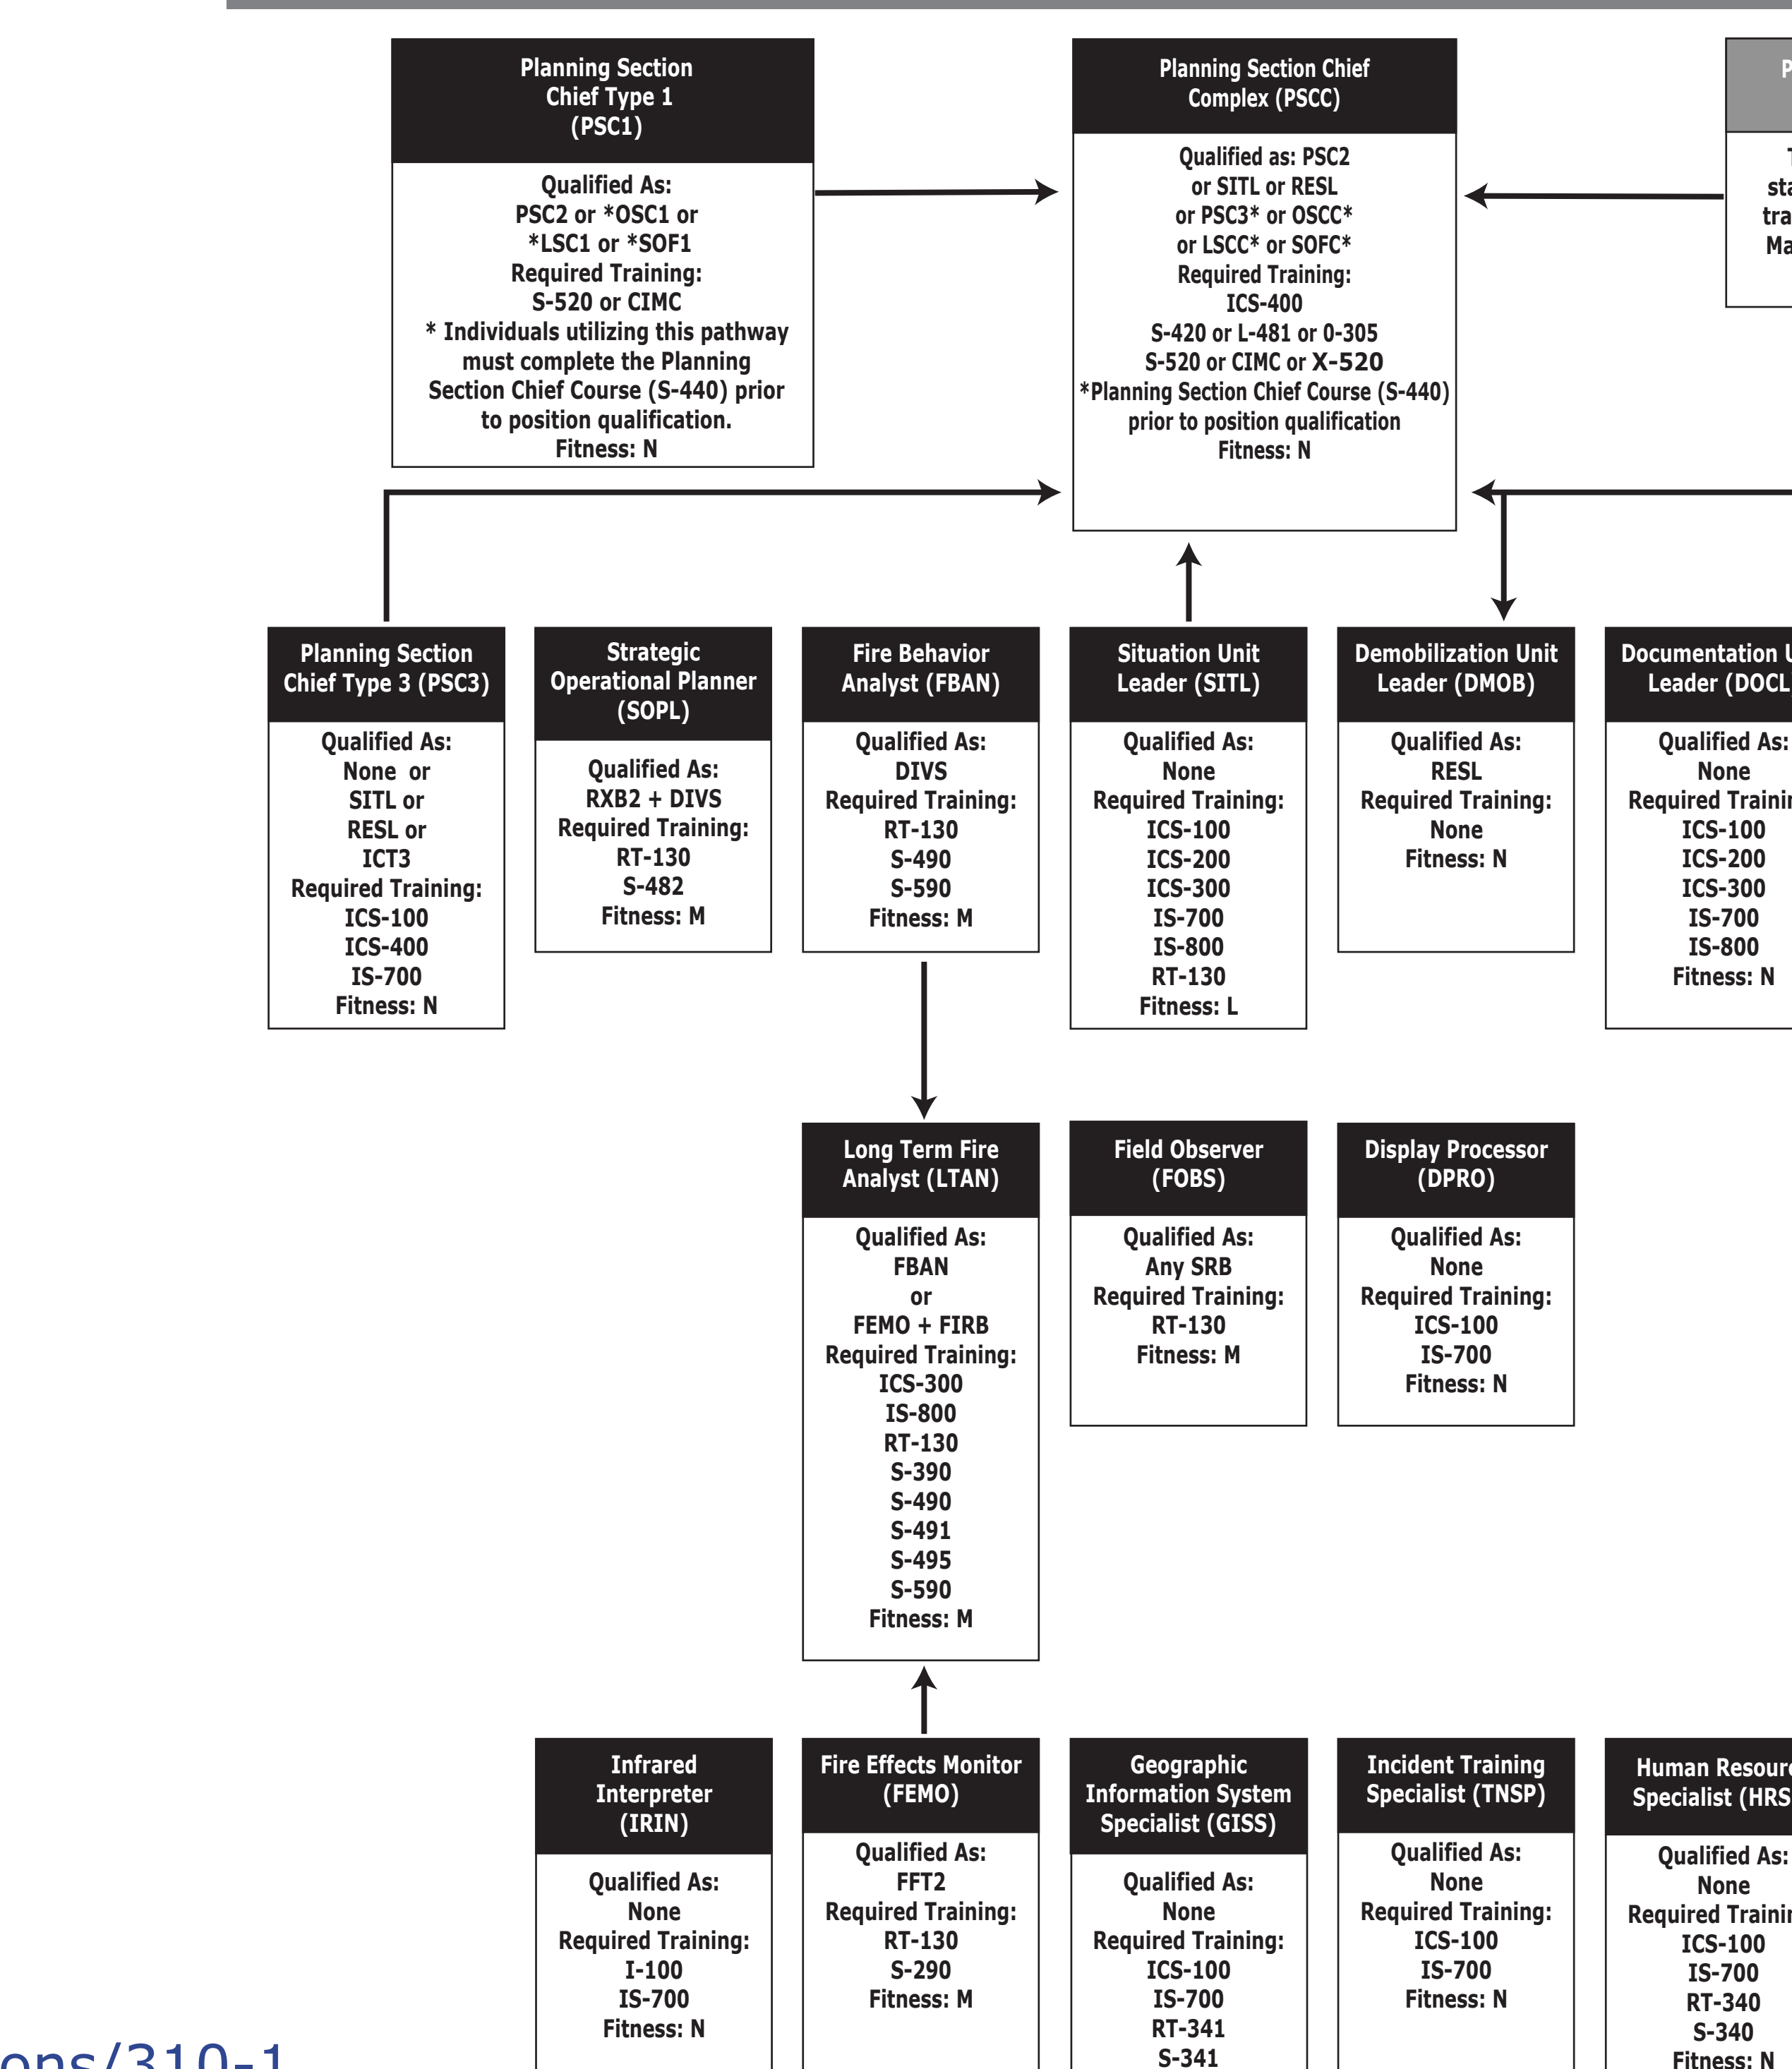 Planning Section
Chief Type 1
(PSC1)
Qualified As:
PSC2 or *OSC1 or
*LSC1 or *SOF1
Required Training:
S-520 or CIMC
* Individuals utilizing this pathway
must complete the Planning
Section Chief Course (S-440) prior
to position qualification.
Fitness: N
Planning Section Chief
Complex (PSCC)
Qualified as: PSC2
or SITL or RESL
or PSC3* or OSCC*
or LSCC* or SOFC*
Required Training:
ICS-400
S-420 or L-481 or 0-305
S-520 or CIMC or X-520
*Planning Section Chief Course (S-440)
prior to position qualification
Fitness: N
Planning Section
Chief Type 3 (PSC3)
Qualified As:
None or
SITL or
RESL or
ICT3
Required Training:
ICS-100
ICS-400
IS-700
Fitness: N
Strategic
Operational Planner
(SOPL)
Qualified As:
RXB2 + DIVS
Required Training:
RT-130
S-482
Fitness: M
Fire Behavior
Analyst (FBAN)
Qualified As:
DIVS
Required Training:
RT-130
S-490
S-590
Fitness: M
Situation Unit
Leader (SITL)
Qualified As:
None
Required Training:
ICS-100
ICS-200
ICS-300
IS-700
IS-800
RT-130
Fitness: L
Demobilization Unit
Leader (DMOB)
Qualified As:
RESL
Required Training:
None
Fitness: N
Documentation
Leader (DOCL
Qualified As:
None
Required
ICS-100
ICS-200
ICS-300
IS-700
IS-800
Fitness: N
Long Term Fire
Analyst (LTAN)
Qualified As:
FBAN
or
FEMO + FIRB
Required Training:
ICS-300
IS-800
RT-130
S-390
S-490
S-491
S-495
S-590
Fitness: M
Field Observer
(FOBS)
Qualified As:
Any SRB
Required Training:
RT-130
Fitness: M
Display Processor
(DPRO)
Qualified As:
None
Required Training:
ICS-100
IS-700
Fitness: N
Infrared
Interpreter
(IRIN)
Qualified As:
None
Required Training:
I-100
IS-700
Fitness: N
Fire Effects Monitor
(FEMO)
Qualified As:
FFT2
Required Training:
RT-130
S-290
Fitness: M
Geographic
Information System
Specialist (GISS)
Qualified As:
None
Required Training:
ICS-100
IS-700
RT-341
S-341
Incident Training
Specialist (TNSP)
Qualified As:
None
Required Training:
ICS-100
IS-700
Fitness: N
Human
Specialist (HRS
Qualified As:
None
Required
ICS-100
IS-700
RT-340
S-340
Fitness: N
ons/310-1